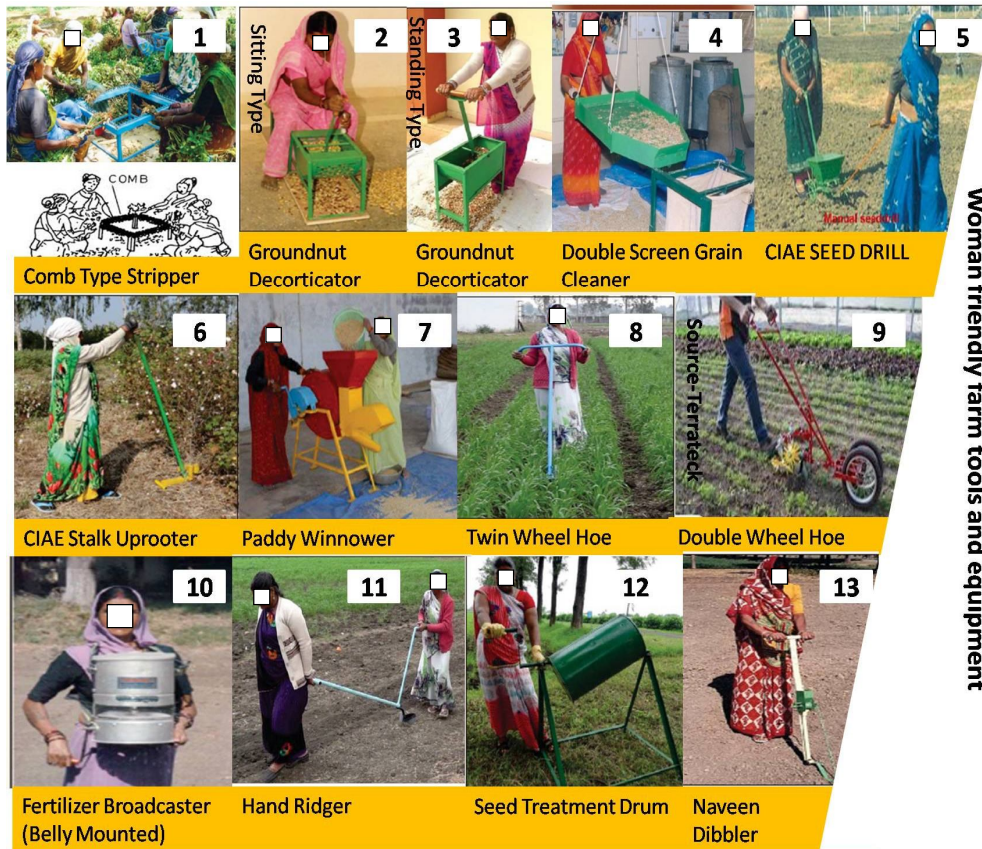 1
2
3
4
5
Sitting Type
Standing Type
COMB
Manual seed drill
Comb Type Stripper
Groundnut
Decorticator
Groundnut
Decorticator
Double Screen Grain
Cleaner
CIAE SEED DRILL
6
7
8
9
Source-Terrateck
CIAE Stalk Uprooter
Paddy Winnower
Twin Wheel Hoe
Double Wheel Hoe
10
11
12
13
Fertilizer Broadcaster
(Belly Mounted)
Hand Ridger
Seed Treatment Drum
Naveen
Dibbler
Woman friendly farm tools and equipment